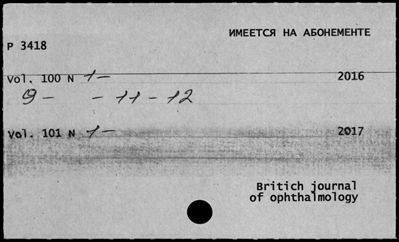 ИМЕЕТСЯ НА АБОНЕМЕНТЕ
P 3418
Vol. 100 N 1- 2016
9- -11-12
Vol. 101 N 1- 2017
Britich journal
of ophthalmology